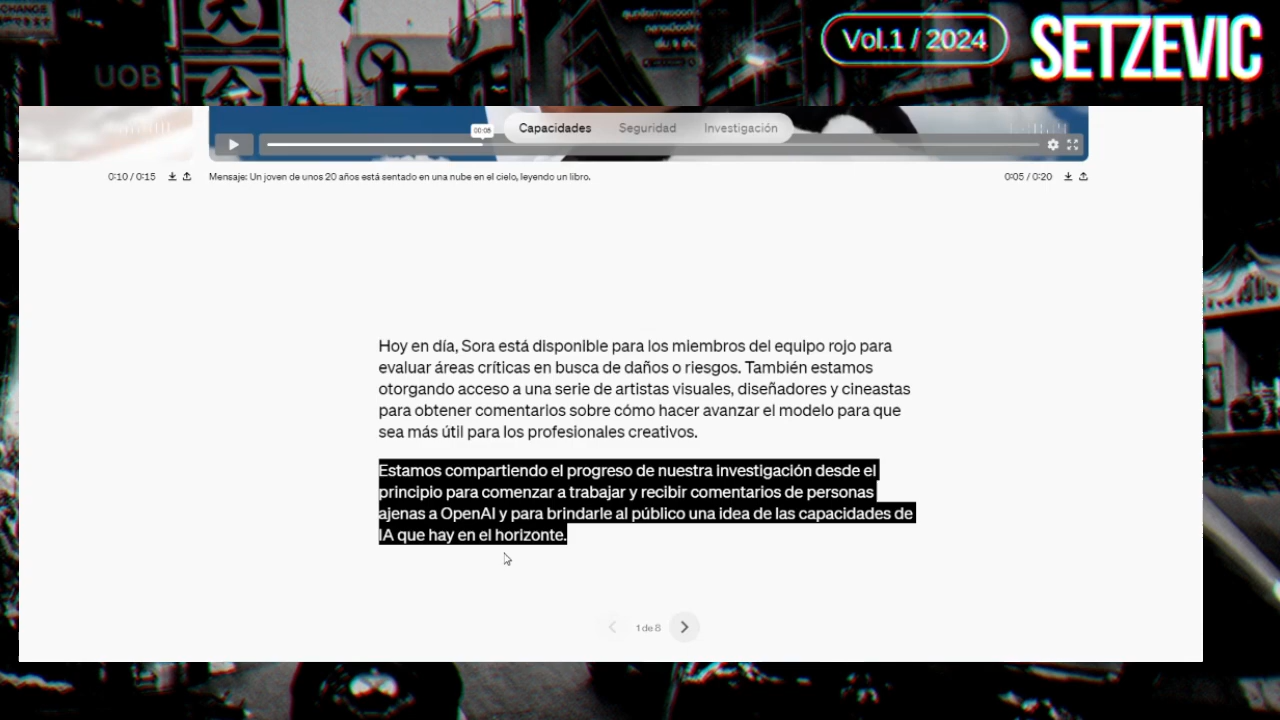 CHANGE
UOB
Vol.1 / 2024
SETZEVIC
00:08
Capacidades
Seguridad
Investigación
0:10 / 0:15
Mensaje: Un joven de unos 20 años está sentado en una nube en el cielo, leyendo un libro.
0:05 / 0:20
Hoy en día, Sora está disponible para los miembros del equipo rojo para
evaluar áreas críticas en busca de daños o riesgos. También estamos
otorgando acceso a una serie de artistas visuales, diseñadores y cineastas
para obtener comentarios sobre cómo hacer avanzar el modelo para que
sea más útil para los profesionales creativos.
Estamos compartiendo el progreso de nuestra investigación desde el
principio para comenzar a trabajar y recibir comentarios de personas
ajenas a OpenAI y para brindarle al público una idea de las capacidades de
IA que hay en el horizonte.
1 de 8